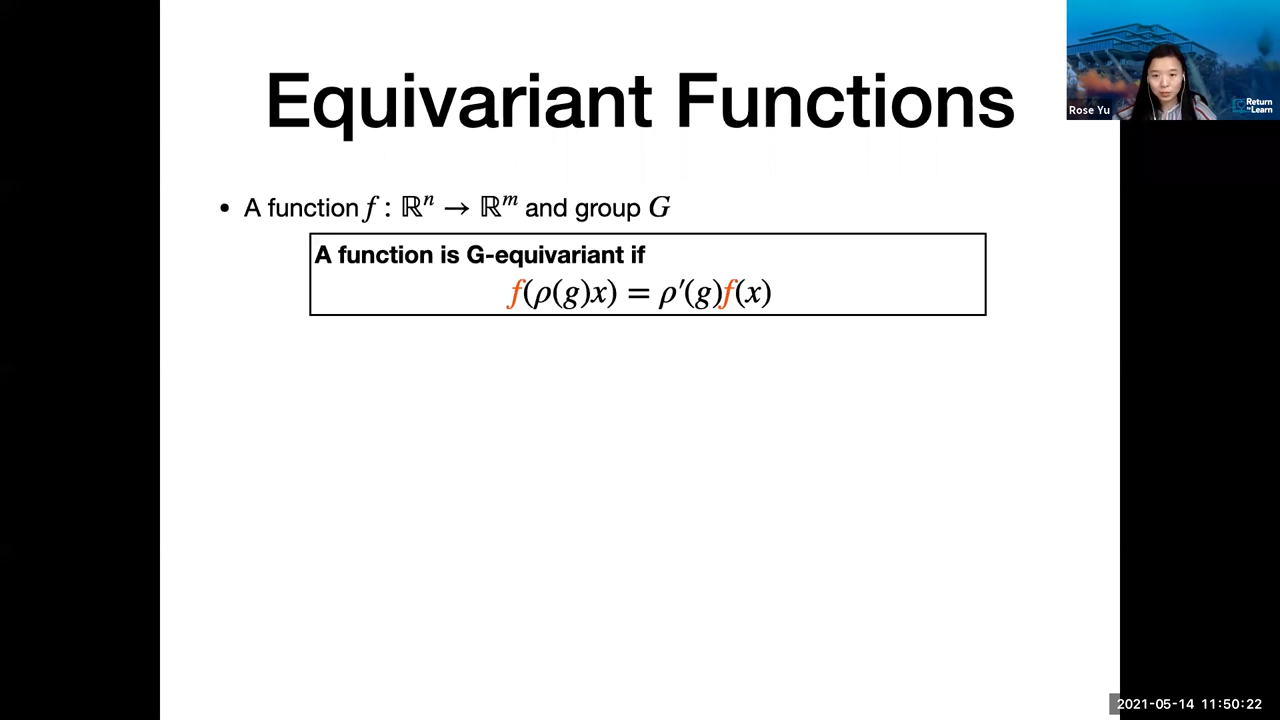 Equivariant Functions
Rose Yu
Return
to Learn
• A function f : ℝⁿ → ℝᵐ and group G
A function is G-equivariant if
f(ρ(g)x) = ρ′(g)f(x)
2021-05-14 11:50:22